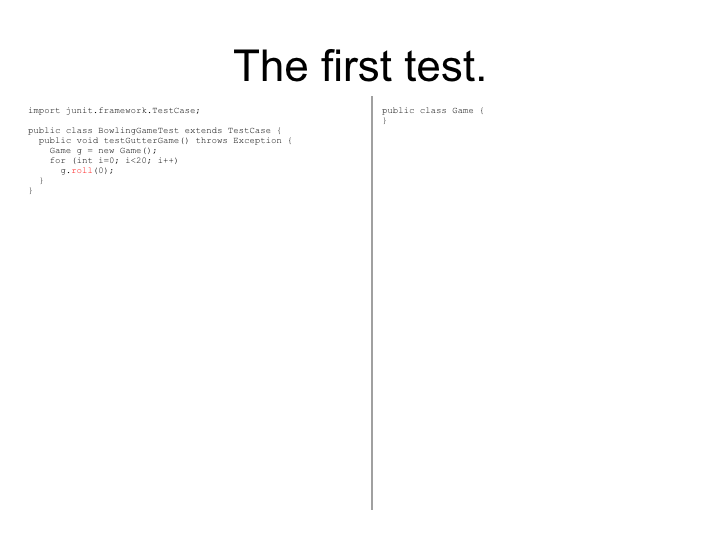 The first test.
import junit.framework.TestCase;
public class BowlingGameTest extends TestCase {
  public void testGutterGame() throws Exception {
    Game g = new Game();
    for (int i=0; i<20; i++)
      g.roll(0);
  }
}
public class Game {
}